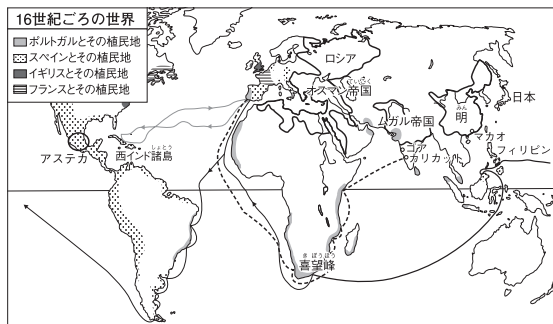 16世紀ごろの世界
ポルトガルとその植民地
スペインとその植民地
イギリスとその植民地
フランスとその植民地
ロシア
ていこく
オスマン帝国
ムガル帝国
みん
明
日本
マカオ
ゴア
カリカット
フィリピン
アステカ
しょとう
西インド諸島
きぼうほう
喜望峰